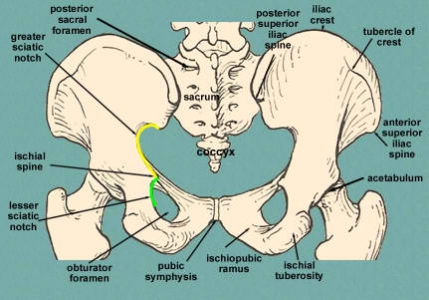 posterior
sacral
foramen
greater
sciatic
notch
posterior
superior
iliac
spine
iliac
crest
tubercle of
crest
sacrum
coccyx
anterior
superior
iliac
spine
ischial
spine
acetabulum
lesser
sciatic
notch
obturator
foramen
pubic
symphysis
ischiopubic
ramus
ischial
tuberosity